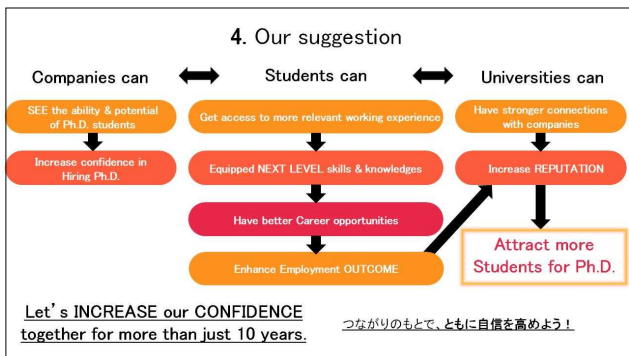 4. Our suggestion
Companies can
Students can
Universities can
SEE the ability & potential
of Ph.D. students
Get access to more relevant working experience
Have stronger connections
with companies
Increase confidence in
Hiring Ph.D.
Equipped NEXT LEVEL skills & knowledges
Increase REPUTATION
Have better Career opportunities
Attract more
Students for Ph.D.
Enhance Employment OUTCOME
Let's INCREASE our CONFIDENCE
together for more than just 10 years.
つながりのもとで、ともに自信を高めよう！